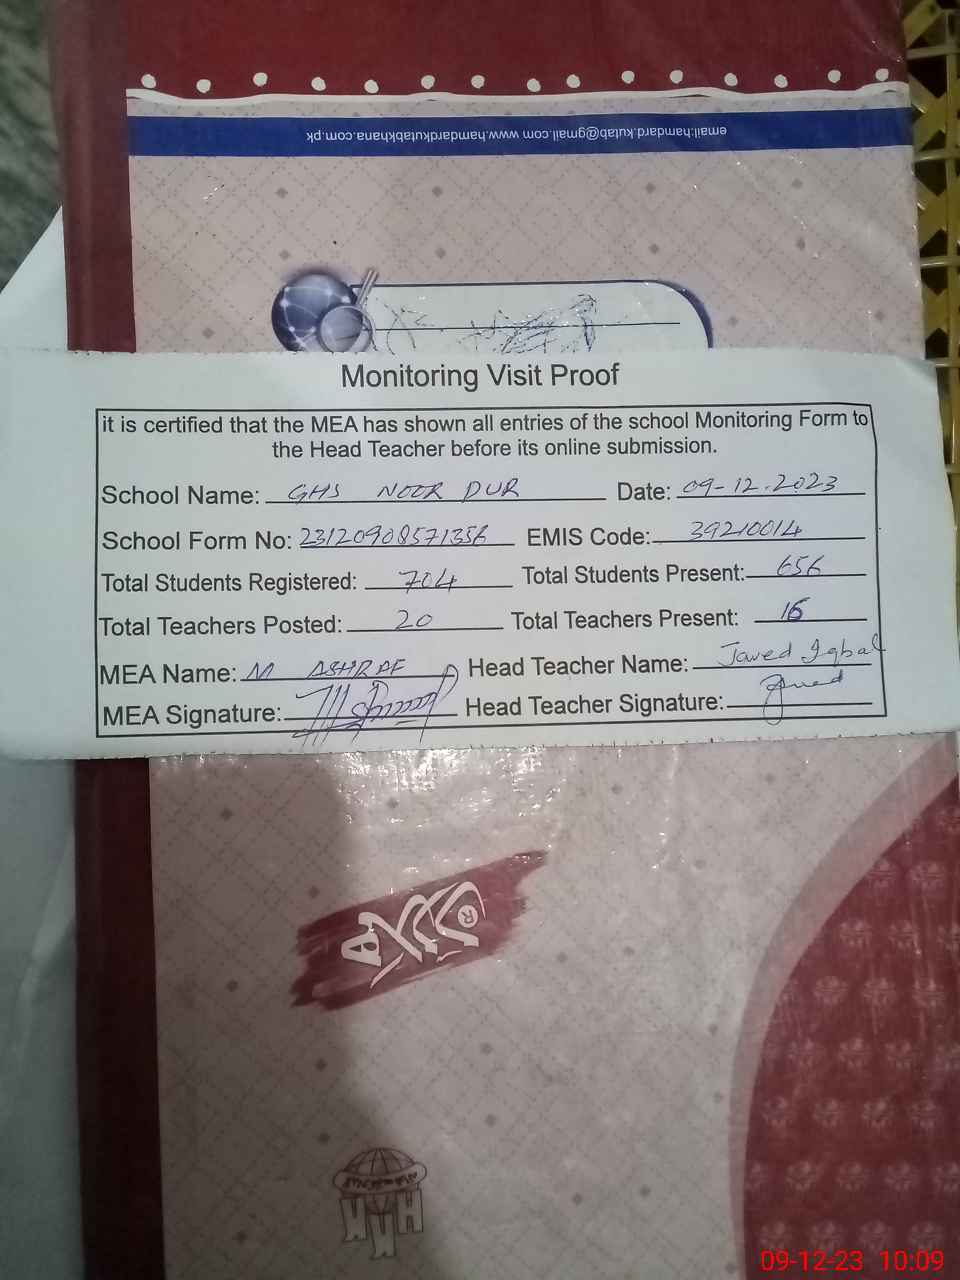 email:hamdard.kutab@gmail.com www.hamdardkutabkhana.com.pk
Monitoring Visit Proof
it is certified that the MEA has shown all entries of the school Monitoring Form to
the Head Teacher before its online submission.
School Name: GHS NOOR PUR Date: 09-12-2023
School Form No: 23120908571356 EMIS Code: 39210014
Total Students Registered: 704 Total Students Present: 656
Total Teachers Posted: 20 Total Teachers Present: 16
MEA Name: M ASHRAF Head Teacher Name: Javed Iqbal
MEA Signature: Head Teacher Signature: Javed
HKK
09-12-23 10:09